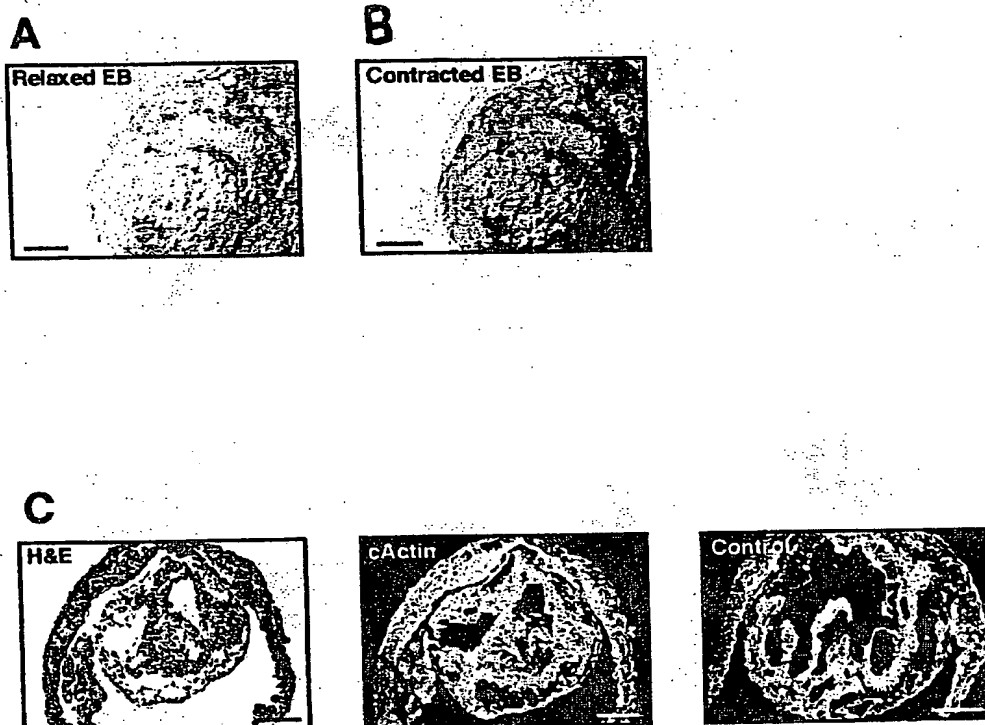 A
B
Relaxed EB
Contracted EB
C
H&E
cActin
Control